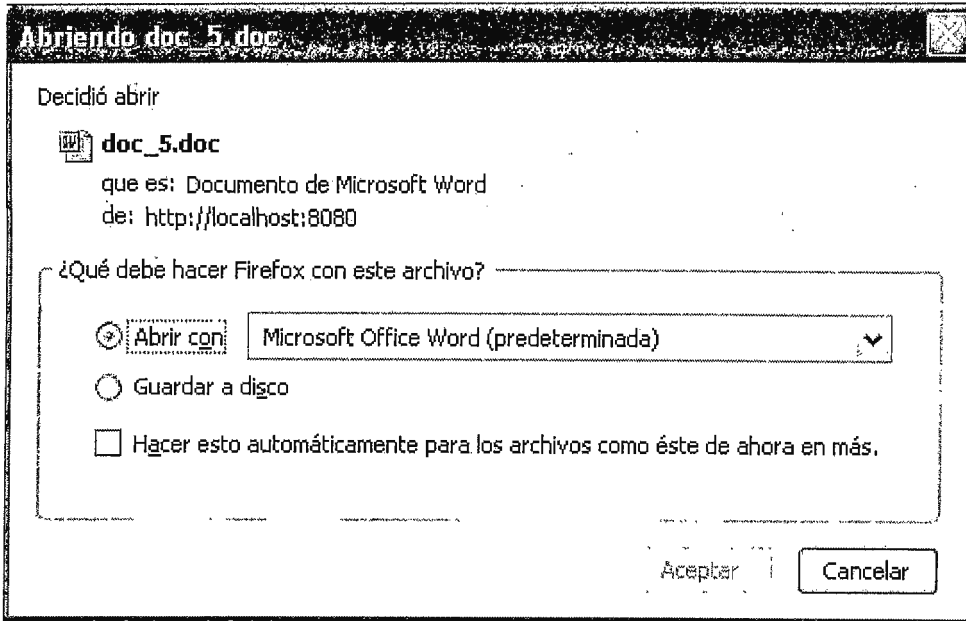 Abriendo doc_5.doc
Decidió abrir
doc_5.doc
que es: Documento de Microsoft Word
de: http://localhost:8080
¿Qué debe hacer Firefox con este archivo?
Abrir con Microsoft Office Word (predeterminada)
Guardar a disco
Hacer esto automáticamente para los archivos como éste de ahora en más.
Aceptar Cancelar